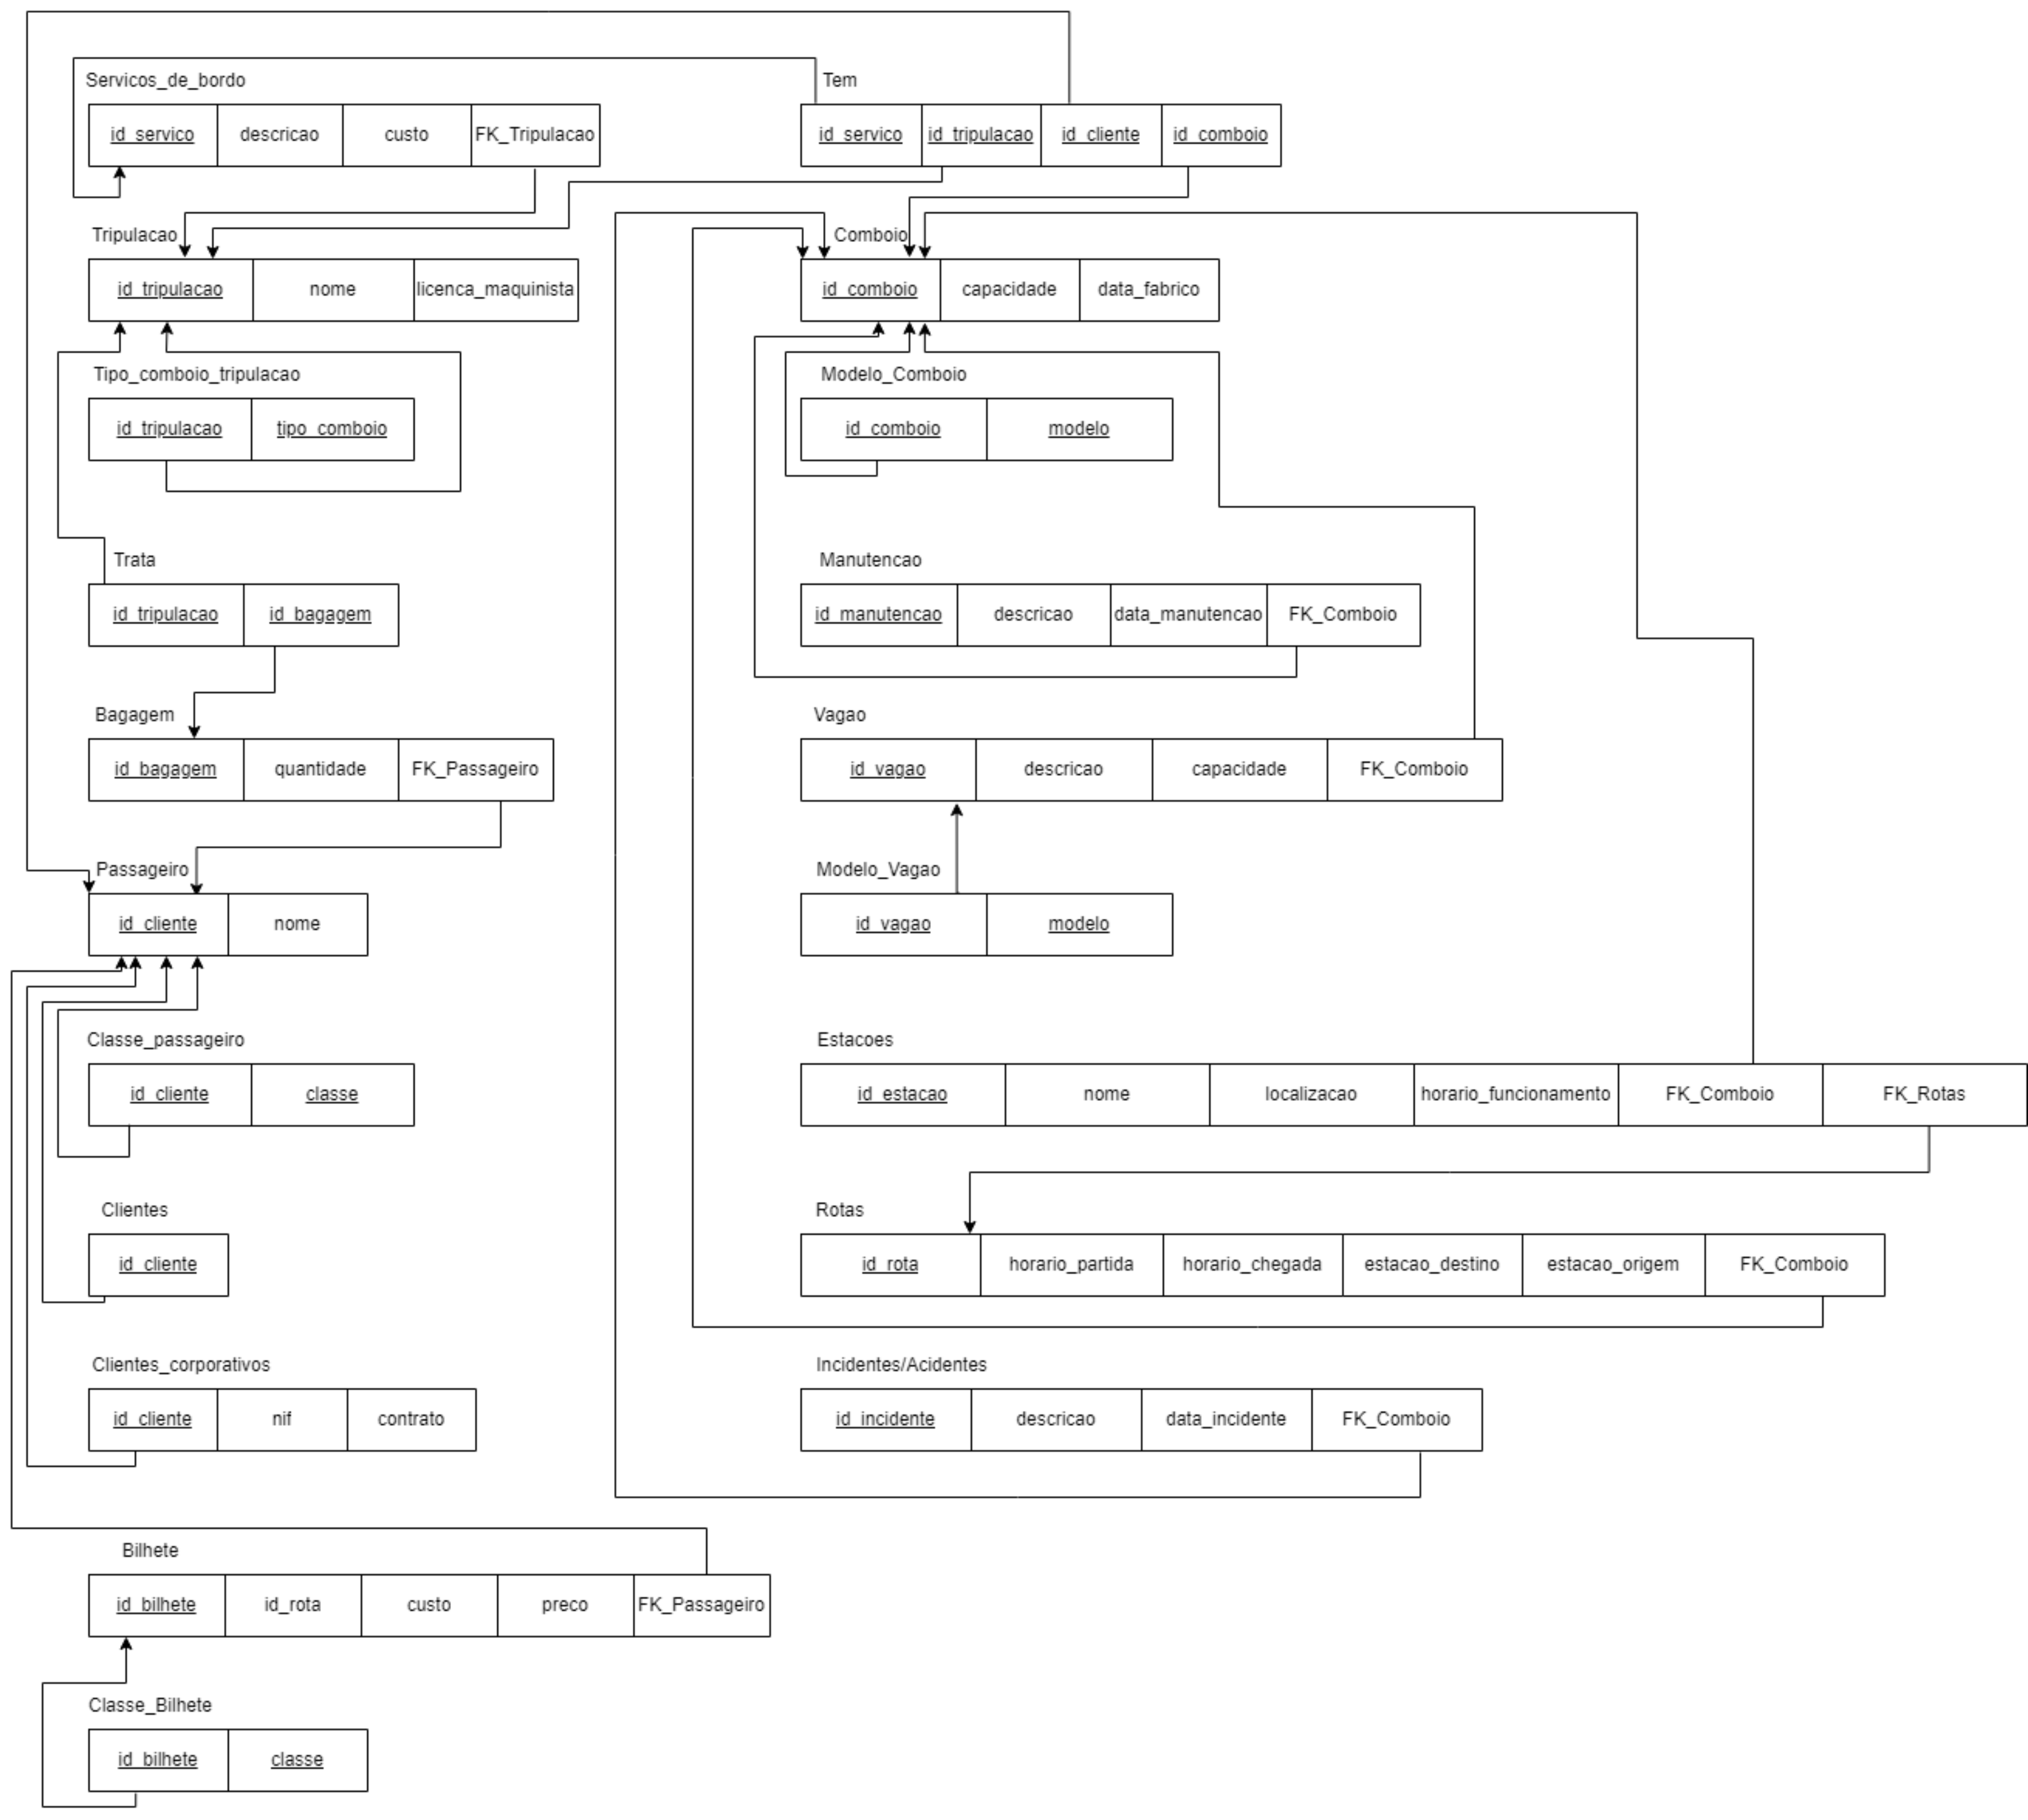 Servicos_de_bordo
id_servico descricao custo FK_Tripulacao
Tem
id_servico id_tripulacao id_cliente id_comboio
Tripulacao
id_tripulacao nome licenca_maquinista
Comboio
id_comboio capacidade data_fabrico
Tipo_comboio_tripulacao
id_tripulacao tipo_comboio
Modelo_Comboio
id_comboio modelo
Trata
id_tripulacao id_bagagem
Manutencao
id_manutencao descricao data_manutencao FK_Comboio
Bagagem
id_bagagem quantidade FK_Passageiro
Vagao
id_vagao descricao capacidade FK_Comboio
Passageiro
id_cliente nome
Modelo_Vagao
id_vagao modelo
Classe_passageiro
id_cliente classe
Estacoes
id_estacao nome localizacao horario_funcionamento FK_Comboio FK_Rotas
Clientes
id_cliente
Rotas
id_rota horario_partida horario_chegada estacao_destino estacao_origem FK_Comboio
Clientes_corporativos
id_cliente nif contrato
Incidentes/Acidentes
id_incidente descricao data_incidente FK_Comboio
Bilhete
id_bilhete id_rota custo preco FK_Passageiro
Classe_Bilhete
id_bilhete classe